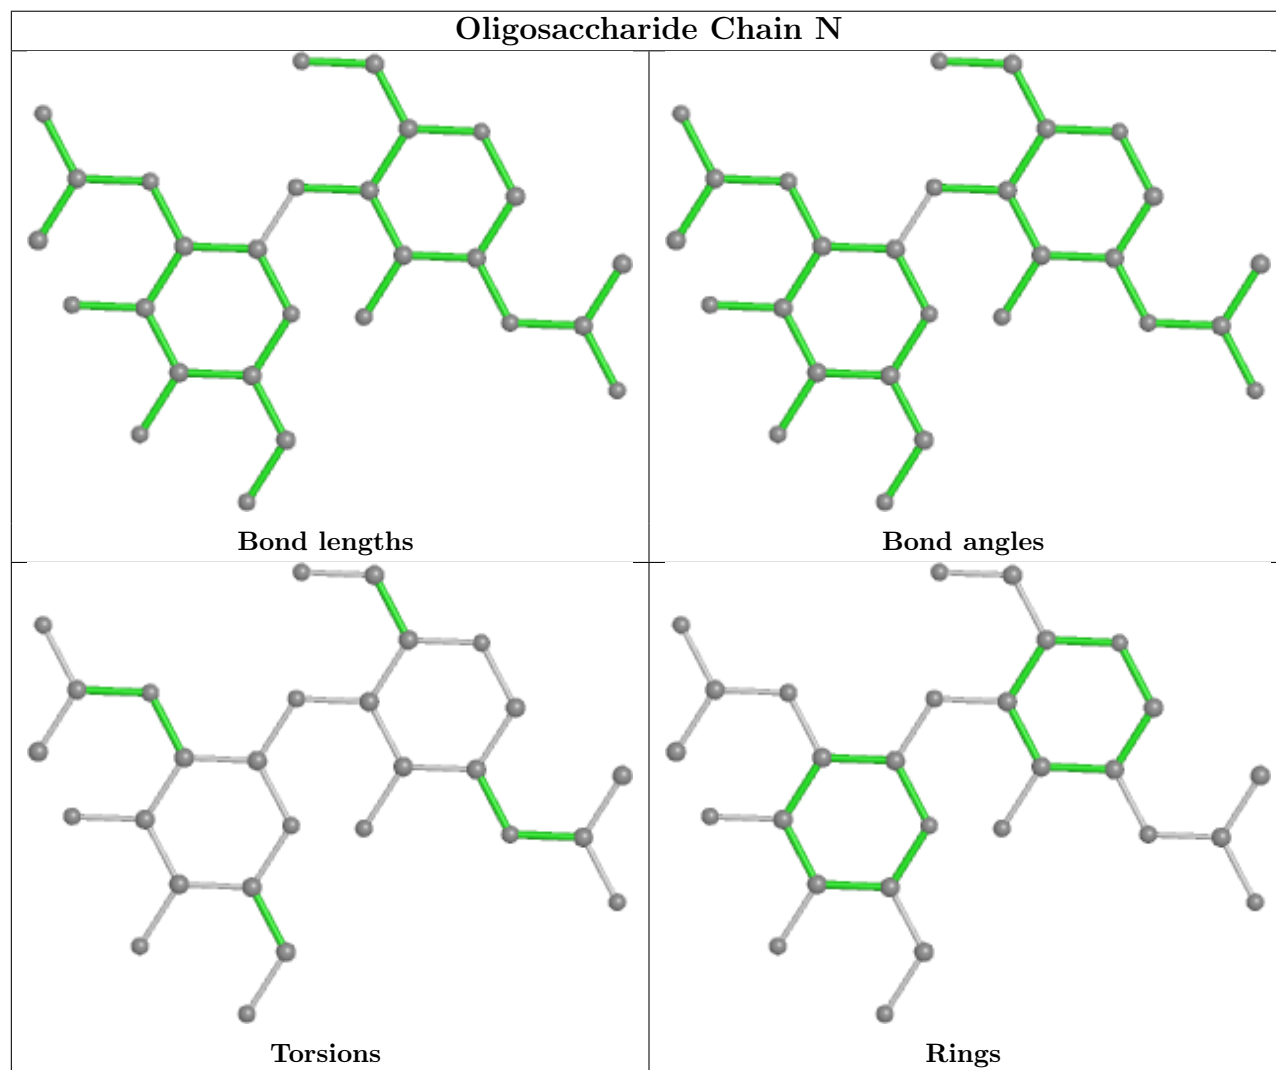 Oligosaccharide Chain N
Bond lengths
Bond angles
Torsions
Rings